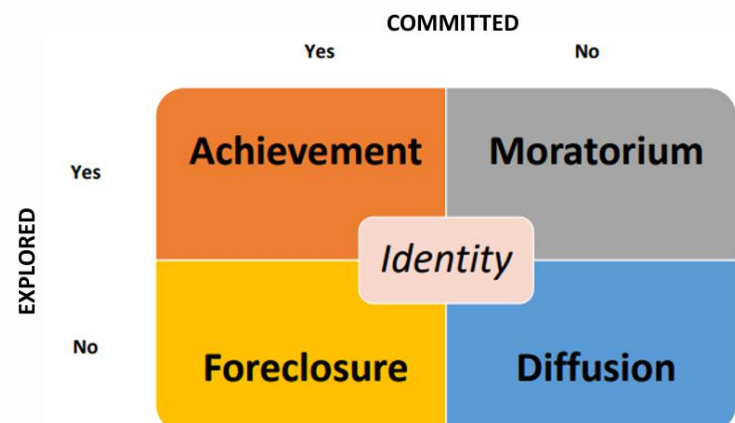 COMMITTED
Yes No
Achievement Moratorium
Yes
EXPLORED
Identity
No
Foreclosure Diffusion